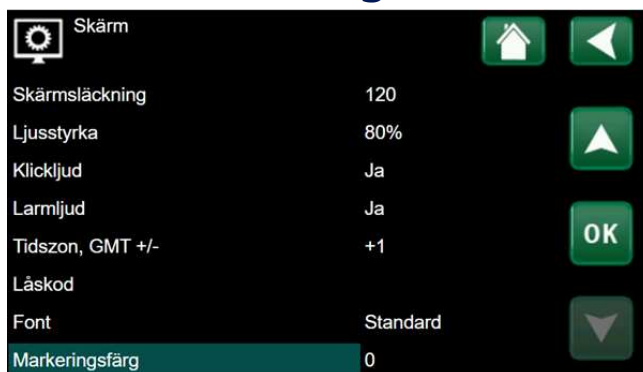 Skärm
Skärmsläckning 120
Ljusstyrka 80%
Klickljud Ja
Larmljud Ja
Tidszon, GMT +/- +1
OK
Låskod
Font Standard
Markeringsfärg 0